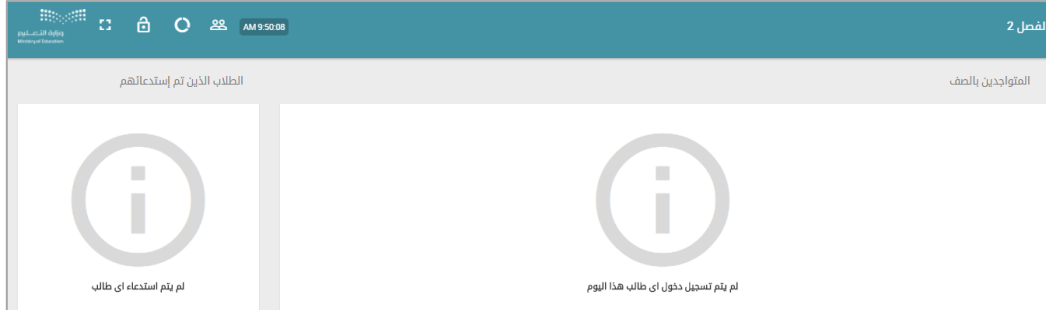 الفصل 2
AM 9:50:08
وزارة التعليم
Ministry of Education
المتواجدين بالصف
الطلاب الذين تم إستدعائهم
لم يتم تسجيل دخول اى طالب هذا اليوم
لم يتم استدعاء اى طالب